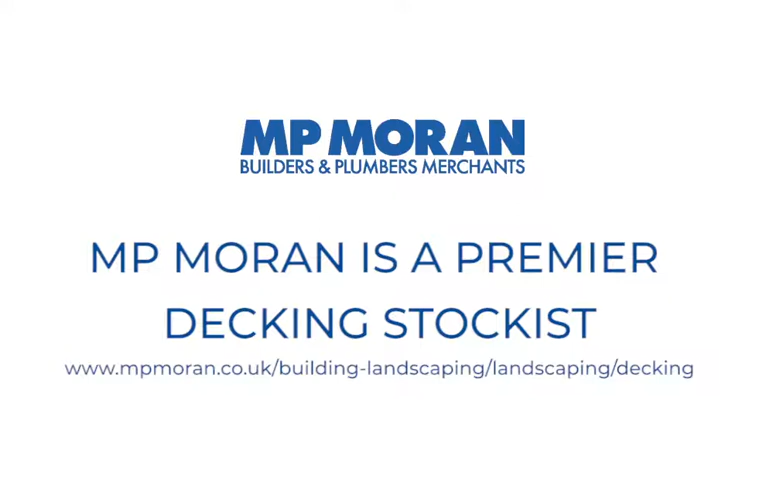 MP MORAN
BUILDERS & PLUMBERS MERCHANTS
MP MORAN IS A PREMIER
DECKING STOCKIST
www.mpmoran.co.uk/building-landscaping/landscaping/decking